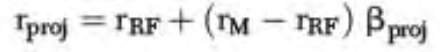 r_proj = r_RF + (r_M − r_RF) β_proj